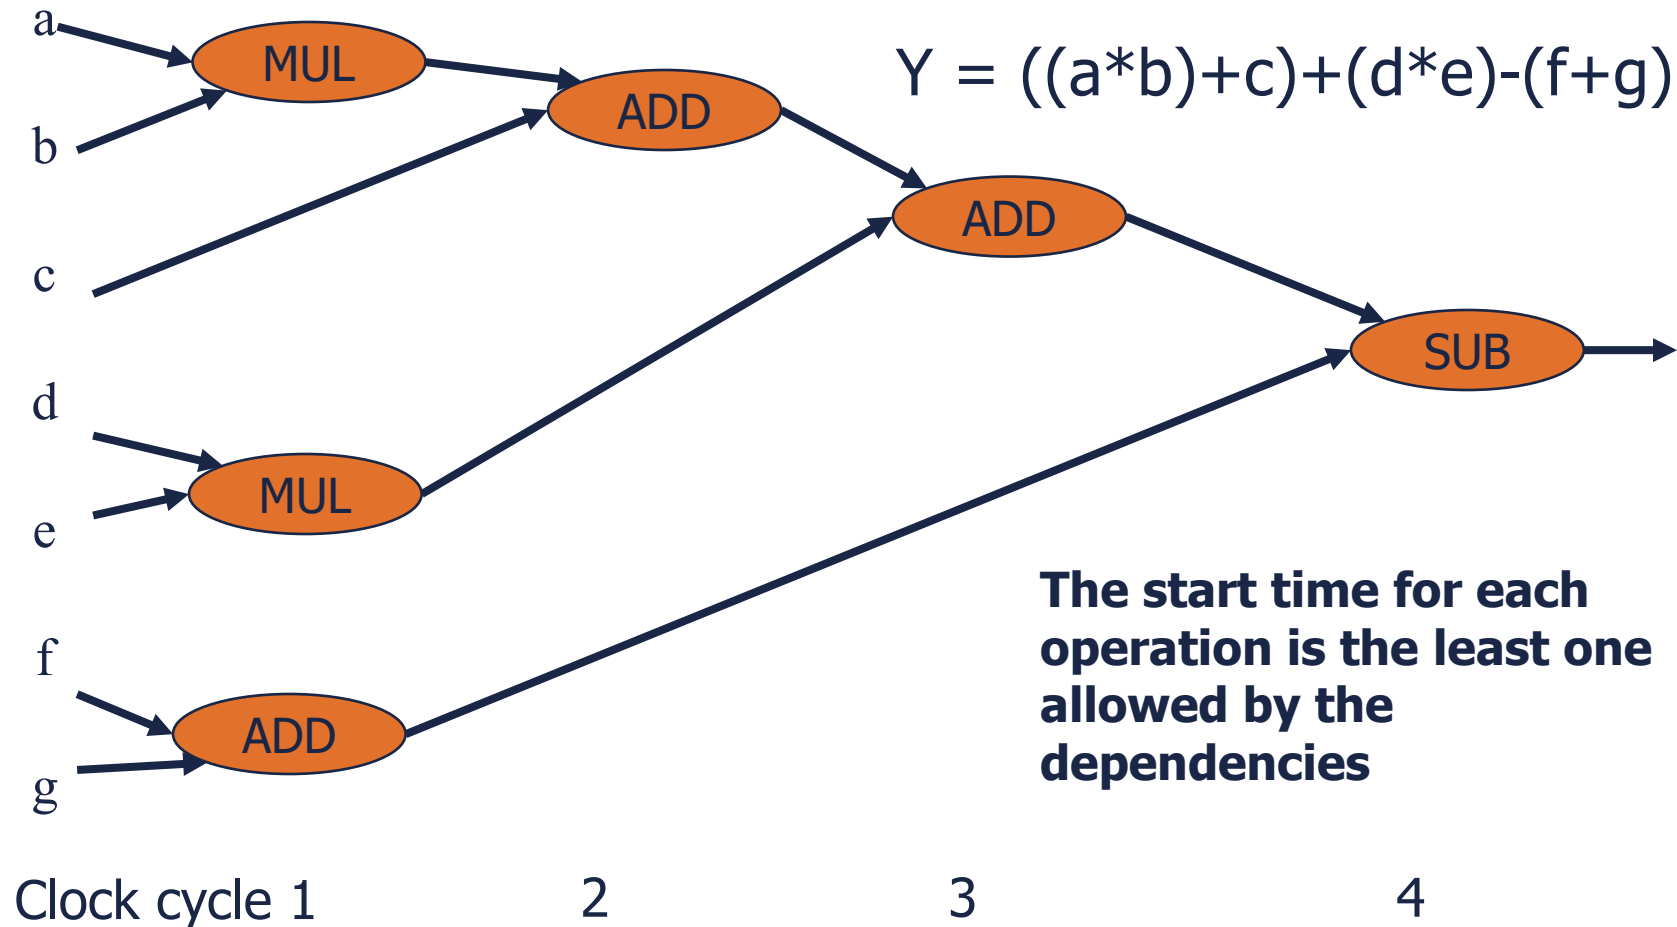 a
MUL
Y = ((a*b)+c)+(d*e)-(f+g)
ADD
b
ADD
c
SUB
d
MUL
e
The start time for each
operation is the least one
allowed by the
dependencies
f
ADD
g
Clock cycle 1 2 3 4